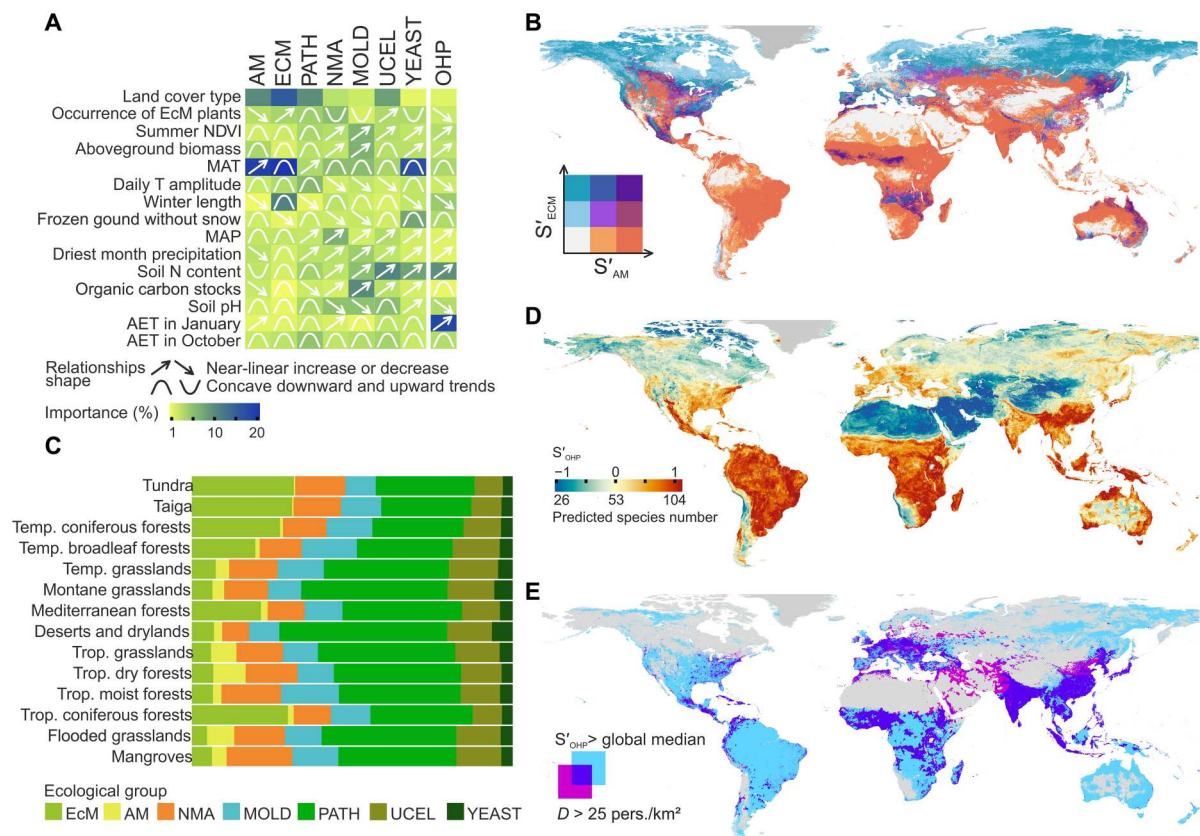 A
AM
ECM
PATH
NMA
MOLD
UCEL
YEAST
OHP
Land cover type
Occurrence of EcM plants
Summer NDVI
Aboveground biomass
MAT
Daily T amplitude
Winter length
Frozen gound without snow
MAP
Driest month precipitation
Soil N content
Organic carbon stocks
Soil pH
AET in January
AET in October
Relationships shape
Near-linear increase or decrease
Concave downward and upward trends
Importance (%)
1 10 20
B
S′ECM
S′AM
C
Tundra
Taiga
Temp. coniferous forests
Temp. broadleaf forests
Temp. grasslands
Montane grasslands
Mediterranean forests
Deserts and drylands
Trop. grasslands
Trop. dry forests
Trop. moist forests
Trop. coniferous forests
Flooded grasslands
Mangroves
Ecological group
EcM AM NMA MOLD PATH UCEL YEAST
D
S′OHP
−1 0 1
26 53 104
Predicted species number
E
S′OHP> global median
D > 25 pers./km²